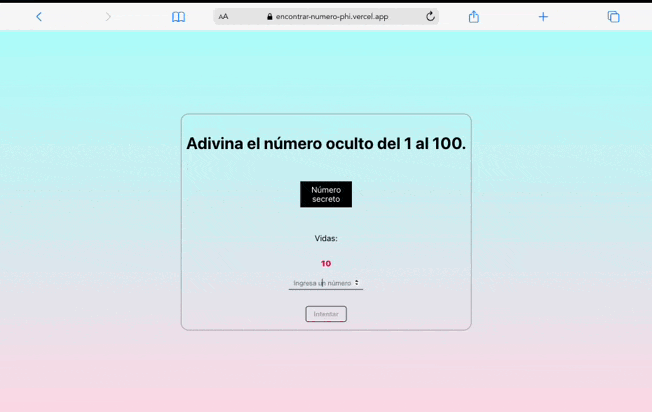 AA encontrar-numero-phi.vercel.app
Adivina el número oculto del 1 al 100.
Número
secreto
Vidas:
10
Ingresa un número
Intentar